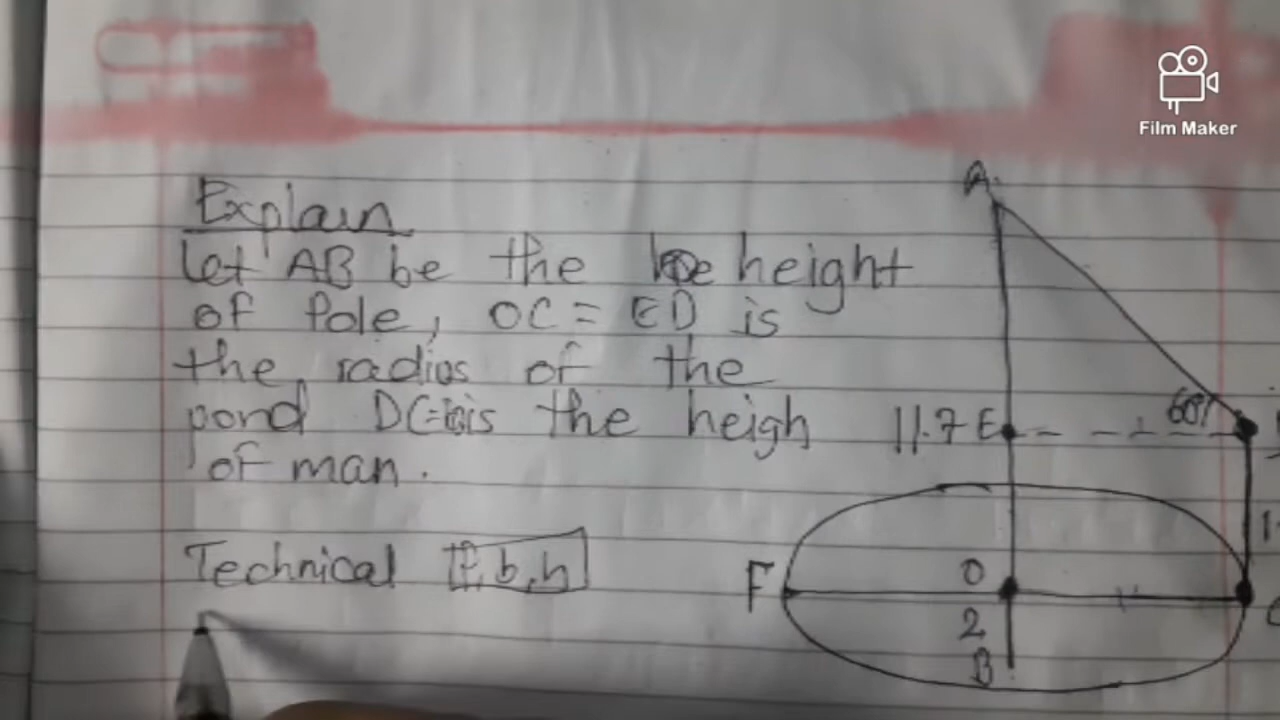 Film Maker
Explain
Let AB be the height
of Pole, OC = ED is
the radius of the
pond DC is the heigh
of man.
Technical P, b, h
A
60°
11.7 E
1.
F
O
2
B